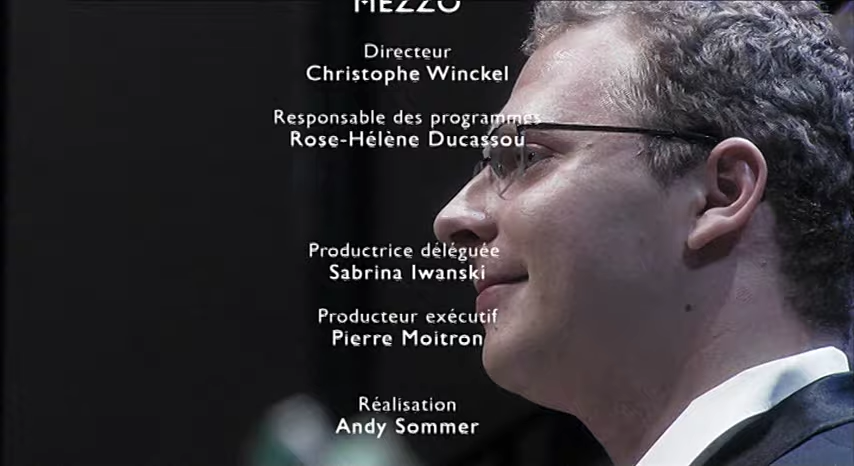 MEZZO
Directeur
Christophe Winckel
Responsable des programmes
Rose-Hélène Ducassou
Productrice déléguée
Sabrina Iwanski
Producteur exécutif
Pierre Moitron
Réalisation
Andy Sommer